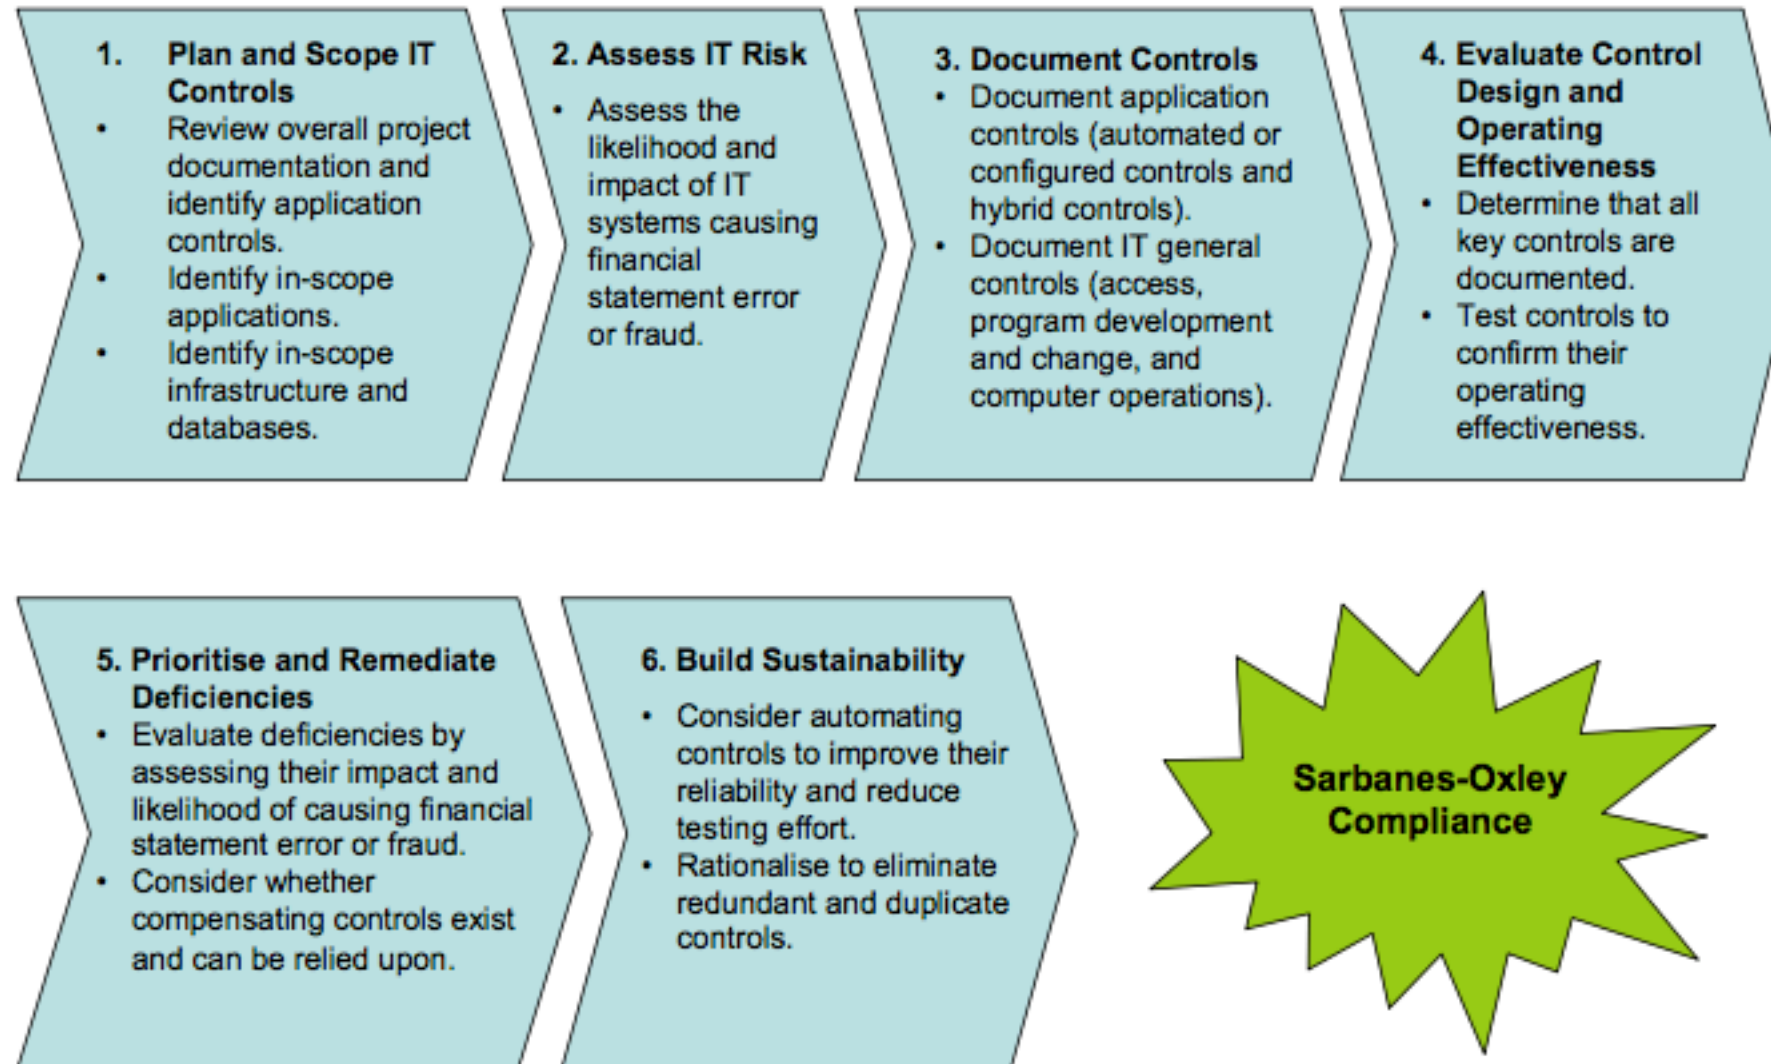 1. Plan and Scope IT
Controls
• Review overall project
documentation and
identify application
controls.
• Identify in-scope
applications.
• Identify in-scope
infrastructure and
databases.
2. Assess IT Risk
• Assess the
likelihood and
impact of IT
systems causing
financial
statement error
or fraud.
3. Document Controls
• Document application
controls (automated or
configured controls and
hybrid controls).
• Document IT general
controls (access,
program development
and change, and
computer operations).
4. Evaluate Control
Design and
Operating
Effectiveness
• Determine that all
key controls are
documented.
• Test controls to
confirm their
operating
effectiveness.
5. Prioritise and Remediate
Deficiencies
• Evaluate deficiencies by
assessing their impact and
likelihood of causing financial
statement error or fraud.
• Consider whether
compensating controls exist
and can be relied upon.
6. Build Sustainability
• Consider automating
controls to improve their
reliability and reduce
testing effort.
• Rationalise to eliminate
redundant and duplicate
controls.
Sarbanes-Oxley
Compliance